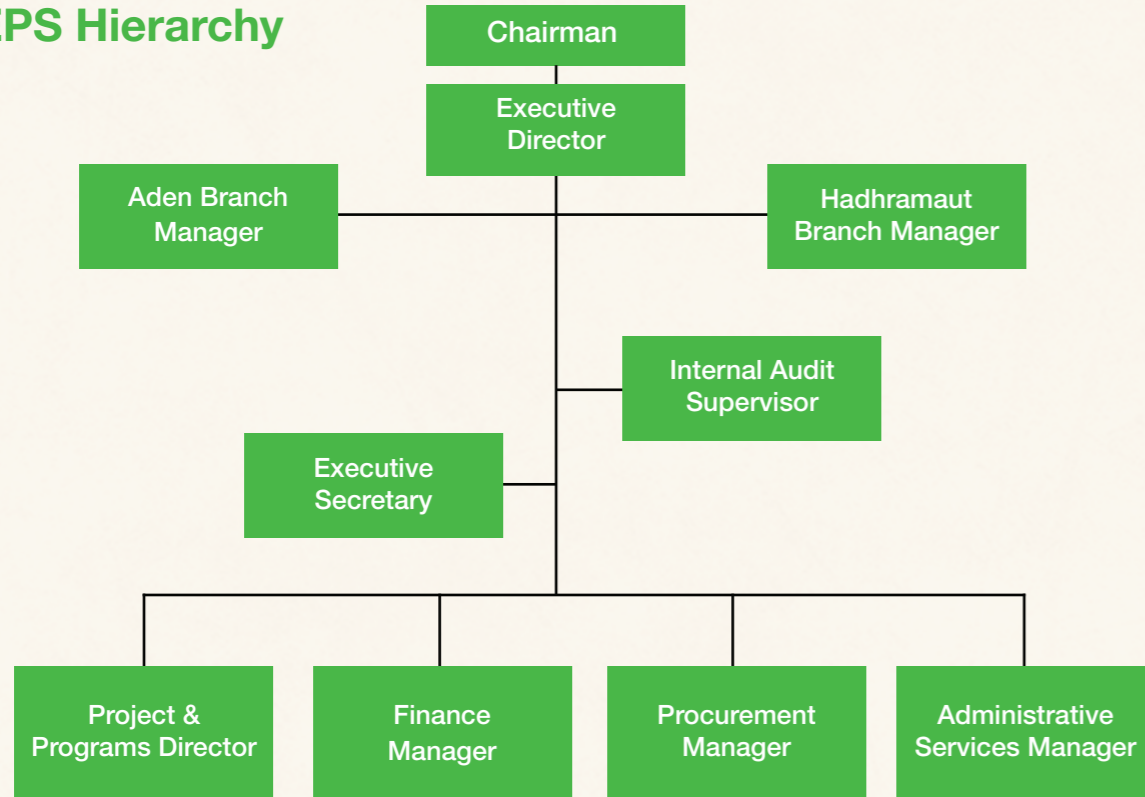 EPS Hierarchy
Chairman
Executive
Director
Aden Branch
Manager
Hadhramaut
Branch Manager
Internal Audit
Supervisor
Executive
Secretary
Project &
Programs Director
Finance
Manager
Procurement
Manager
Administrative
Services Manager